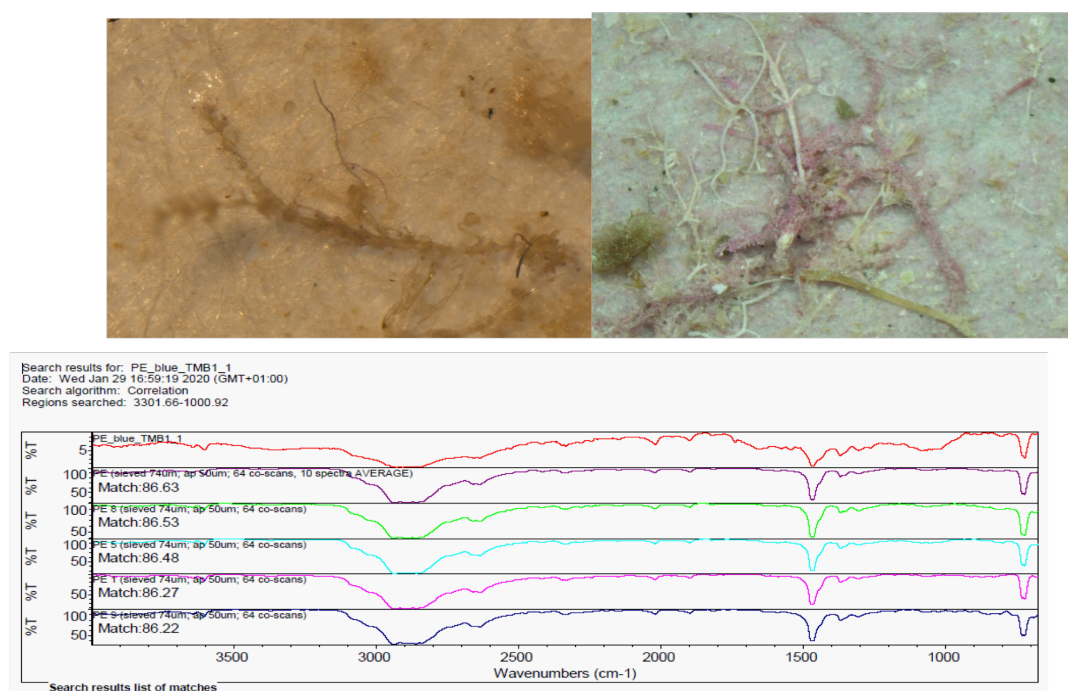 Search results for: PE_blue_TMB1_1
Date: Wed Jan 29 16:59:19 2020 (GMT+01:00)
Search algorithm: Correlation
Regions searched: 3301.66-1000.92
%T
5
PE_blue_TMB1_1
%T
100
50
PE (sieved 74um; ap 50um; 64 co-scans, 10 spectra AVERAGE)
Match:86.63
%T
100
50
PE 8 (sieved 74um; ap 50um; 64 co-scans)
Match:86.53
%T
100
50
PE 5 (sieved 74um; ap 50um; 64 co-scans)
Match:86.48
%T
100
50
PE 1 (sieved 74um; ap 50um; 64 co-scans)
Match:86.27
%T
100
50
PE 9 (sieved 74um; ap 50um; 64 co-scans)
Match:86.22
3500 3000 2500 2000 1500 1000
Wavenumbers (cm-1)
Search results list of matches